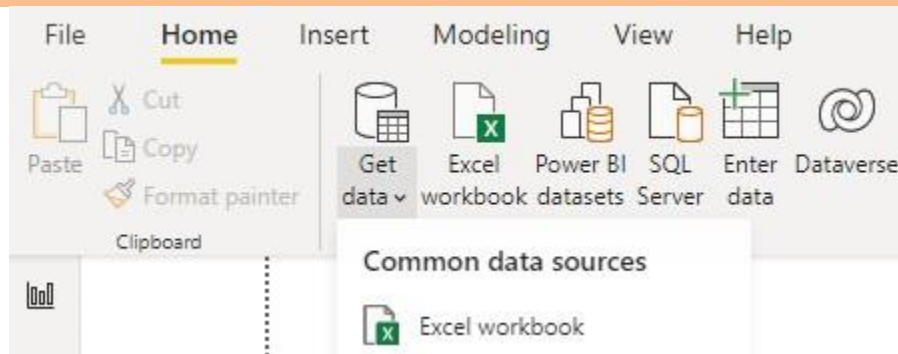 File Home Insert Modeling View Help
Cut
Copy
Format painter
Paste
Clipboard
Get data
Excel workbook
Power BI datasets
SQL Server
Enter data
Dataverse
Common data sources
Excel workbook